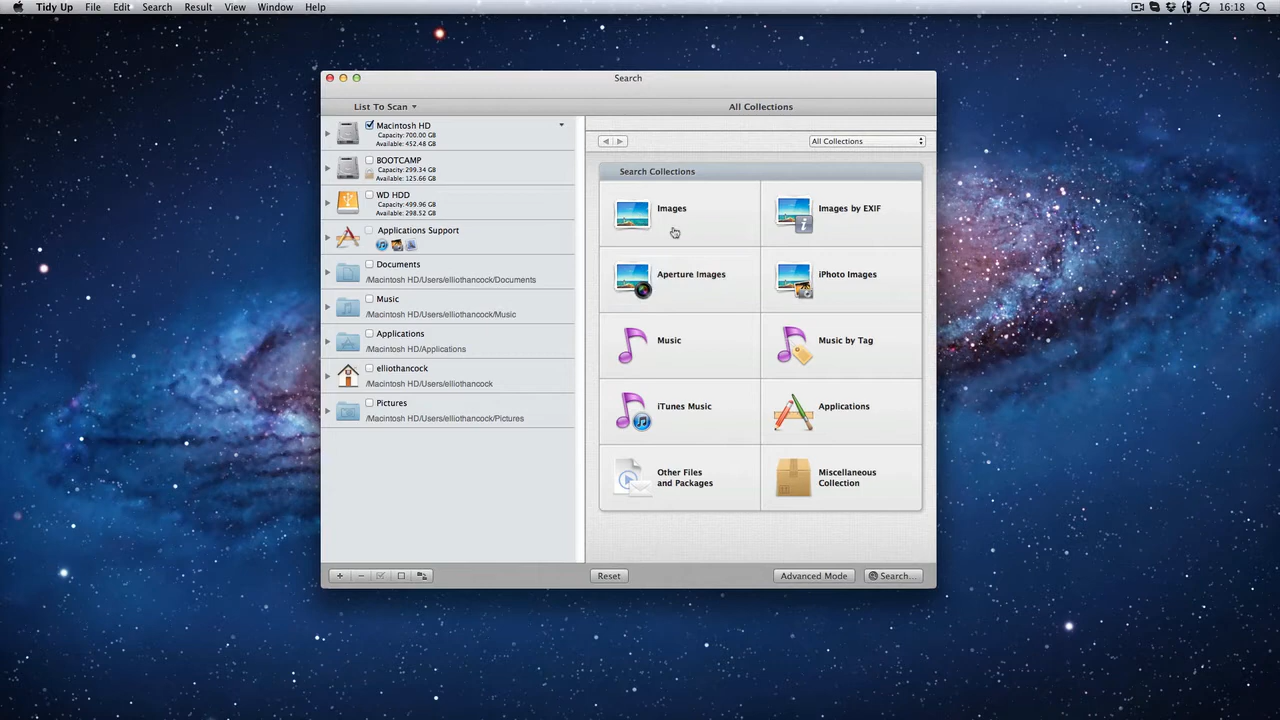 Tidy Up File Edit Search Result View Window Help 16:18
Search
List To Scan
All Collections
Macintosh HD
Capacity: 700.00 GB
Available: 452.48 GB
BOOTCAMP
Capacity: 299.34 GB
Available: 125.66 GB
WD HDD
Capacity: 499.96 GB
Available: 298.52 GB
Applications Support
Documents
/Macintosh HD/Users/elliothancock/Documents
Music
/Macintosh HD/Users/elliothancock/Music
Applications
/Macintosh HD/Applications
elliothancock
/Macintosh HD/Users/elliothancock
Pictures
/Macintosh HD/Users/elliothancock/Pictures
All Collections
Search Collections
Images
Images by EXIF
Aperture Images
iPhoto Images
Music
Music by Tag
iTunes Music
Applications
Other Files
and Packages
Miscellaneous
Collection
Reset
Advanced Mode
Search...